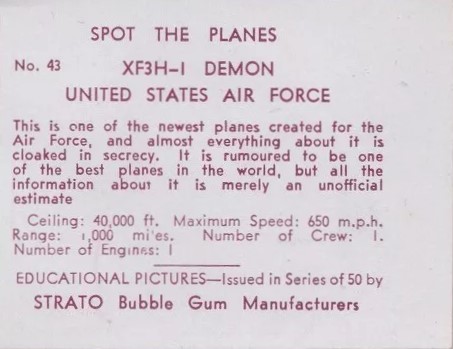 SPOT THE PLANES
No. 43 XF3H-1 DEMON
UNITED STATES AIR FORCE
This is one of the newest planes created for the
Air Force, and almost everything about it is
cloaked in secrecy. It is rumoured to be one
of the best planes in the world, but all the
information about it is merely an unofficial
estimate
Ceiling: 40,000 ft. Maximum Speed: 650 m.p.h.
Range: 1,000 miles. Number of Crew: 1.
Number of Engines: 1
EDUCATIONAL PICTURES—Issued in Series of 50 by
STRATO Bubble Gum Manufacturers